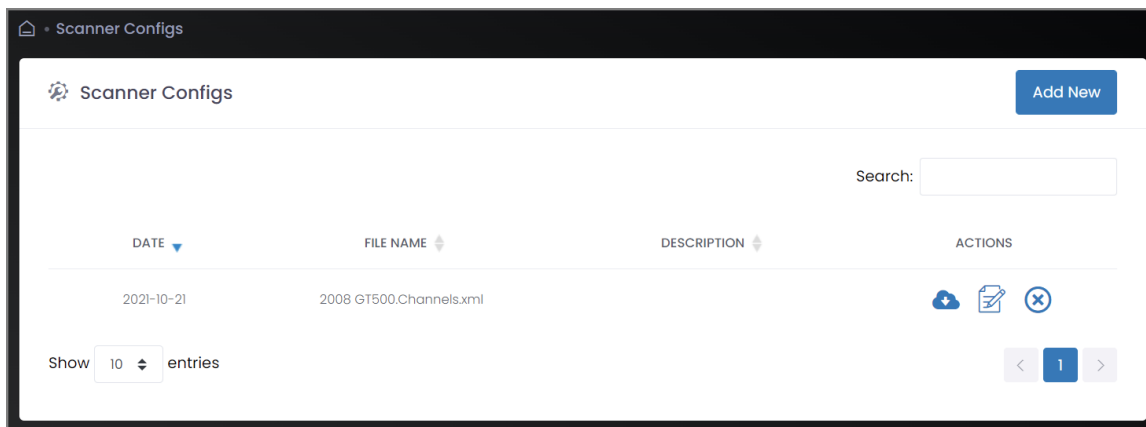 Scanner Configs
Scanner Configs
Add New
Search:
DATE FILE NAME DESCRIPTION ACTIONS
2021-10-21 2008 GT500.Channels.xml
Show 10 entries
1